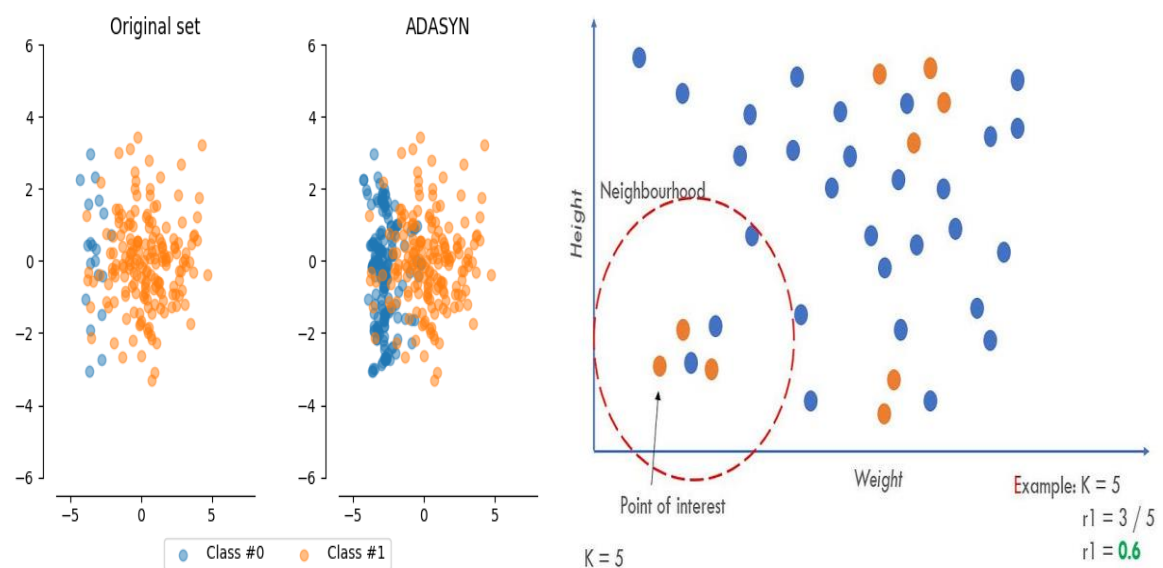 Original set
6
4
2
0
−2
−4
−6
−5 0 5
ADASYN
6
4
2
0
−2
−4
−6
−5 0 5
Class #0 Class #1
Neighbourhood
Height
Weight
Point of interest
Example: K = 5
r1 = 3 / 5
r1 = 0.6
K = 5